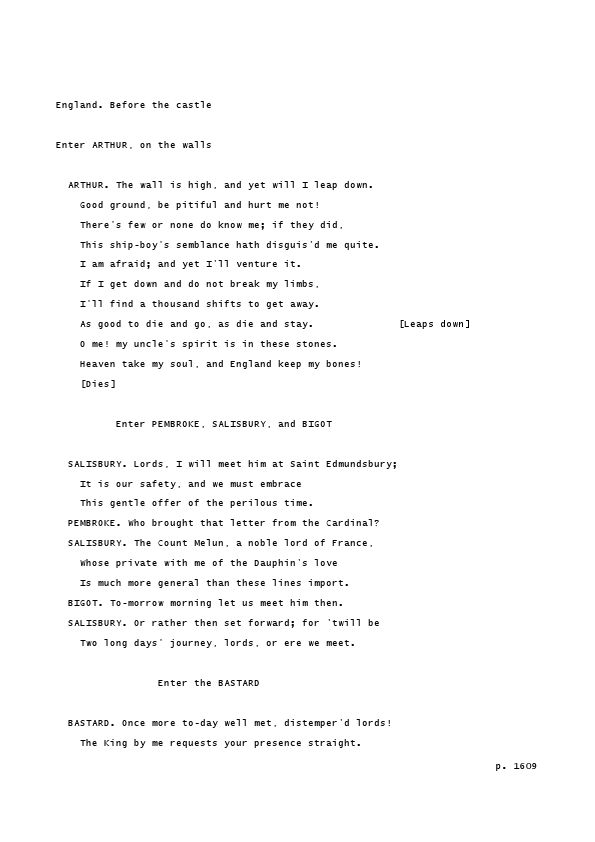 England. Before the castle
Enter ARTHUR, on the walls
ARTHUR. The wall is high, and yet will I leap down.
Good ground, be pitiful and hurt me not!
There's few or none do know me; if they did,
This ship-boy's semblance hath disguis'd me quite.
I am afraid; and yet I'll venture it.
If I get down and do not break my limbs,
I'll find a thousand shifts to get away.
As good to die and go, as die and stay. [Leaps down]
O me! my uncle's spirit is in these stones.
Heaven take my soul, and England keep my bones!
[Dies]
Enter PEMBROKE, SALISBURY, and BIGOT
SALISBURY. Lords, I will meet him at Saint Edmundsbury;
It is our safety, and we must embrace
This gentle offer of the perilous time.
PEMBROKE. Who brought that letter from the Cardinal?
SALISBURY. The Count Melun, a noble lord of France,
Whose private with me of the Dauphin's love
Is much more general than these lines import.
BIGOT. To-morrow morning let us meet him then.
SALISBURY. Or rather then set forward; for 'twill be
Two long days' journey, lords, or ere we meet.
Enter the BASTARD
BASTARD. Once more to-day well met, distemper'd lords!
The King by me requests your presence straight.
p. 1609